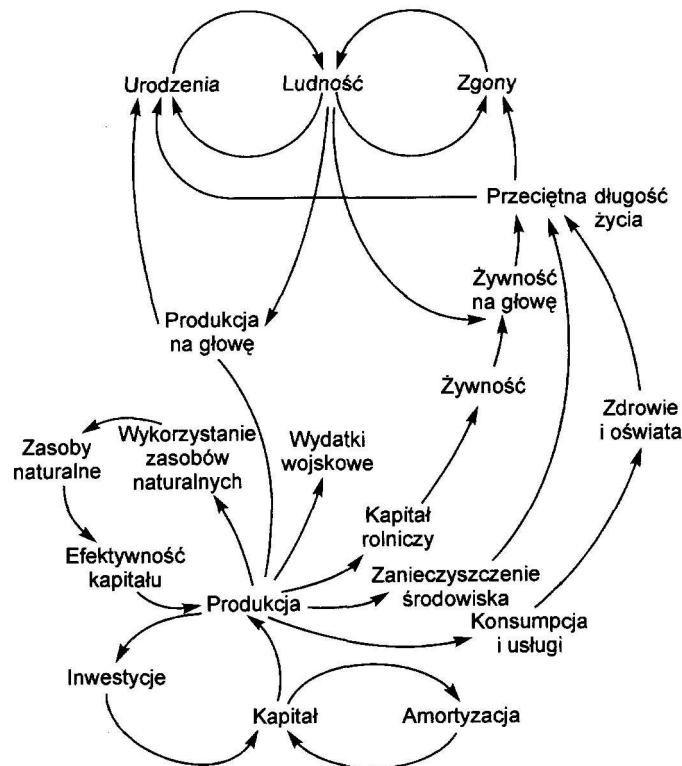 Urodzenia
Ludność
Zgony
Przeciętna długość
życia
Żywność
na głowę
Produkcja
na głowę
Żywność
Zdrowie
i oświata
Zasoby
naturalne
Wykorzystanie
zasobów
naturalnych
Wydatki
wojskowe
Kapitał
rolniczy
Efektywność
kapitału
Zanieczyszczenie
środowiska
Produkcja
Konsumpcja
i usługi
Inwestycje
Kapitał
Amortyzacja